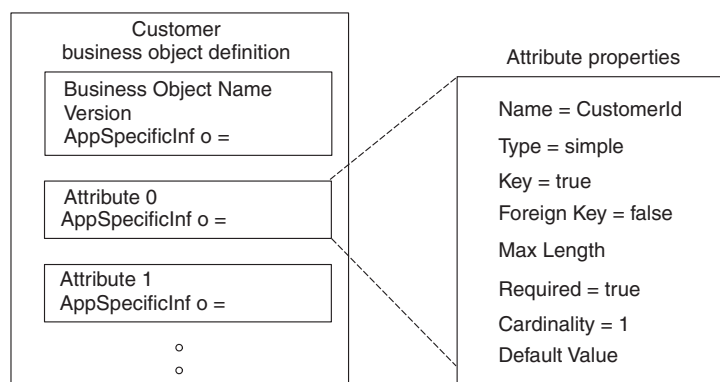 Customer
business object definition
Business Object Name
Version
AppSpecificInf o =
Attribute 0
AppSpecificInf o =
Attribute 1
AppSpecificInf o =
Attribute properties
Name = CustomerId
Type = simple
Key = true
Foreign Key = false
Max Length
Required = true
Cardinality = 1
Default Value